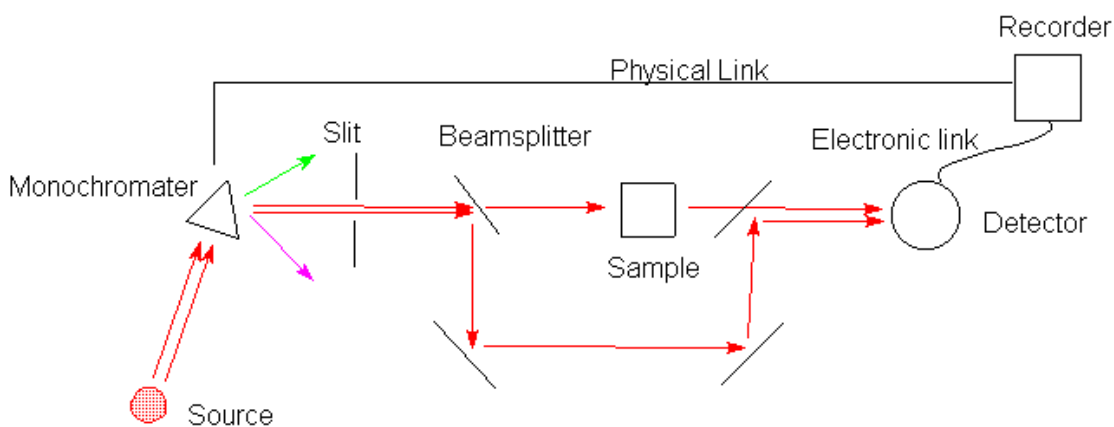 Recorder
Physical Link
Slit
Beamsplitter
Electronic link
Monochromater
Detector
Sample
Source